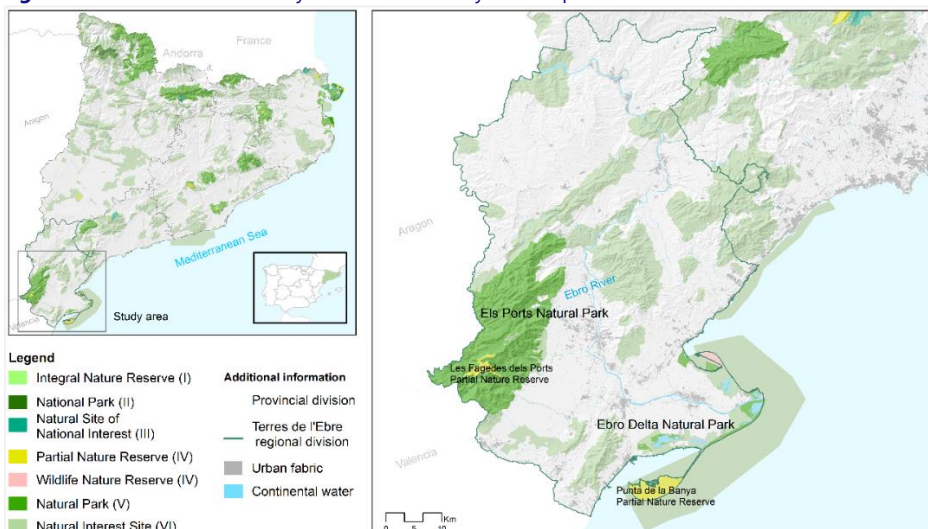 France
Andorra
Aragon
Mediterranean Sea
Valencia
Study area
Legend
Integral Nature Reserve (I)
National Park (II)
Natural Site of
National Interest (III)
Partial Nature Reserve (IV)
Wildlife Nature Reserve (IV)
Natural Park (V)
Natural Interest Site (VI)
Additional information
Provincial division
Terres de l'Ebre
regional division
Urban fabric
Continental water
Aragon
Ebro River
Els Ports Natural Park
Les Fagedes dels Ports
Partial Nature Reserve
Ebro Delta Natural Park
Valencia
Punta de la Banya
Partial Nature Reserve
Km
0 5 10